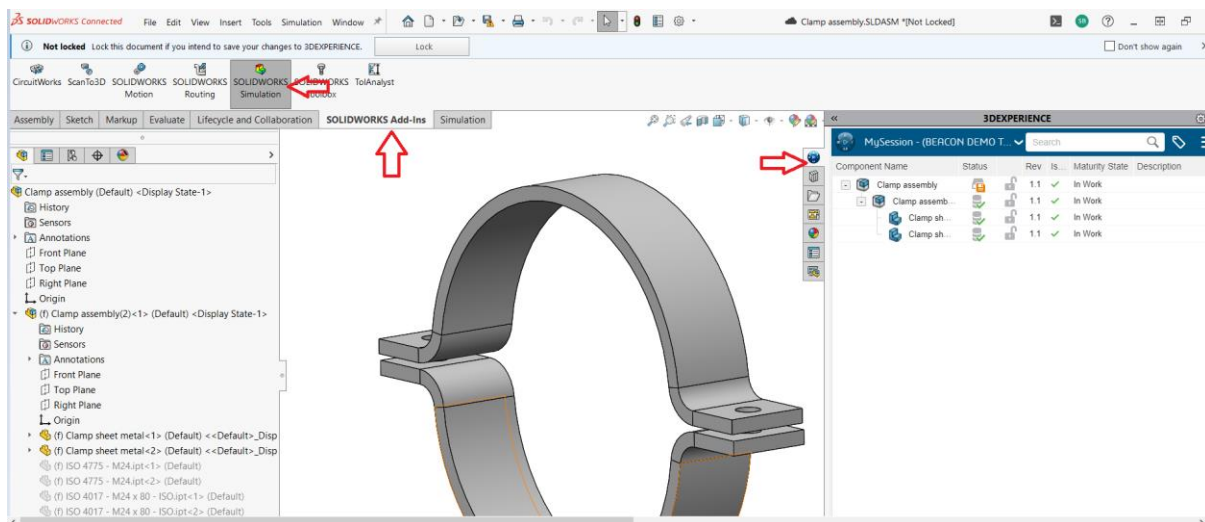 SOLIDWORKS Connected File Edit View Insert Tools Simulation Window Clamp assembly.SLDASM *[Not Locked]
Not locked Lock this document if you intend to save your changes to 3DEXPERIENCE. Lock Don't show again
CircuitWorks ScanTo3D SOLIDWORKS SOLIDWORKS SOLIDWORKS TolAnalyst
Motion Routing Simulation
Assembly Sketch Markup Evaluate Lifecycle and Collaboration SOLIDWORKS Add-Ins Simulation
3DEXPERIENCE
MySession - (BEACON DEMO T... Search
Component Name Status Rev Is... Maturity State Description
Clamp assembly 1.1 In Work
Clamp assemb... 1.1 In Work
Clamp sh... 1.1 In Work
Clamp sh... 1.1 In Work
Clamp assembly (Default) <Display State-1>
History
Sensors
Annotations
Front Plane
Top Plane
Right Plane
Origin
(f) Clamp assembly(2)<1> (Default) <Display State-1>
History
Sensors
Annotations
Front Plane
Top Plane
Right Plane
Origin
(f) Clamp sheet metal<1> (Default) <<Default>_Disp
(f) Clamp sheet metal<2> (Default) <<Default>_Disp
(f) ISO 4775 - M24.ipt<1> (Default)
(f) ISO 4775 - M24.ipt<2> (Default)
(f) ISO 4017 - M24 x 80 - ISO.ipt<1> (Default)
(f) ISO 4017 - M24 x 80 - ISO.ipt<2> (Default)